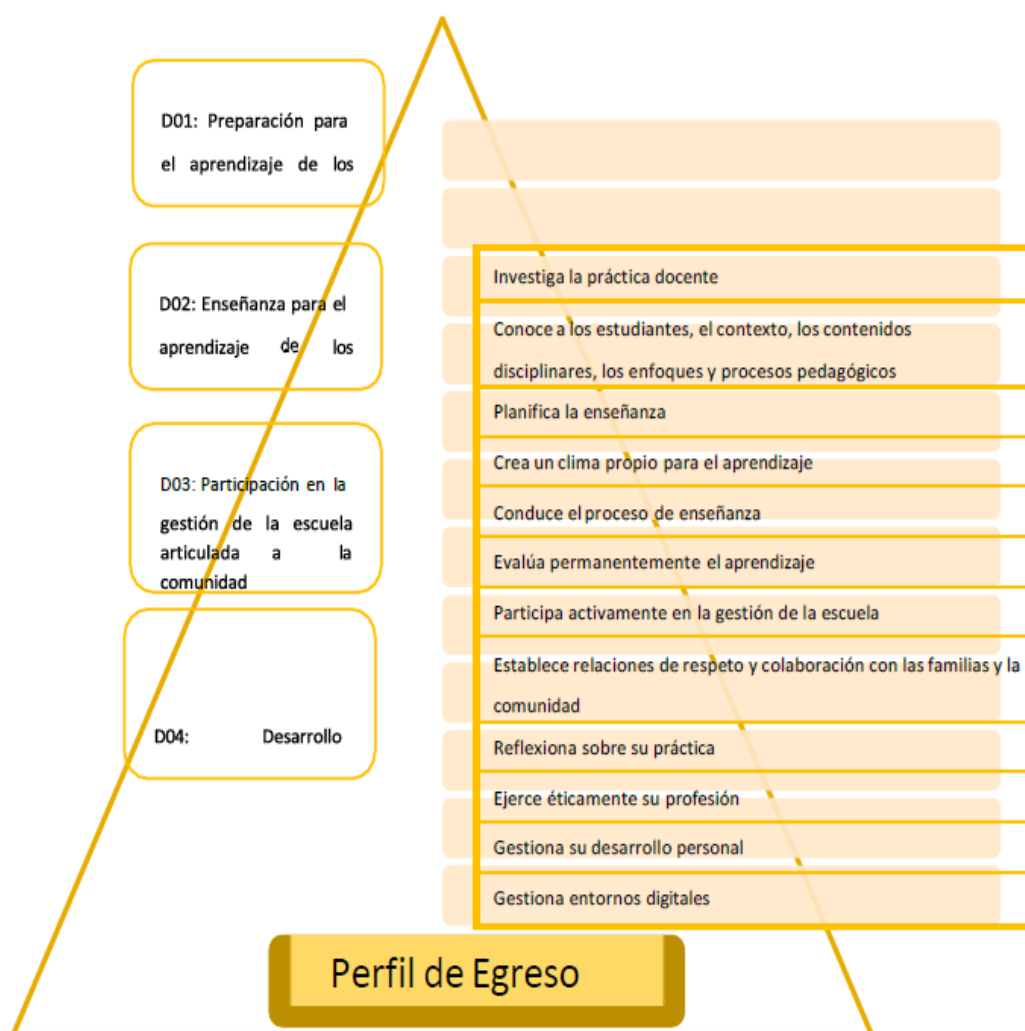 D01: Preparación para
el aprendizaje de los
D02: Enseñanza para el
aprendizaje de los
D03: Participación en la
gestión de la escuela
articulada a la
comunidad
D04: Desarrollo
Investiga la práctica docente
Conoce a los estudiantes, el contexto, los contenidos
disciplinares, los enfoques y procesos pedagógicos
Planifica la enseñanza
Crea un clima propio para el aprendizaje
Conduce el proceso de enseñanza
Evalúa permanentemente el aprendizaje
Participa activamente en la gestión de la escuela
Establece relaciones de respeto y colaboración con las familias y la
comunidad
Reflexiona sobre su práctica
Ejerce éticamente su profesión
Gestiona su desarrollo personal
Gestiona entornos digitales
Perfil de Egreso